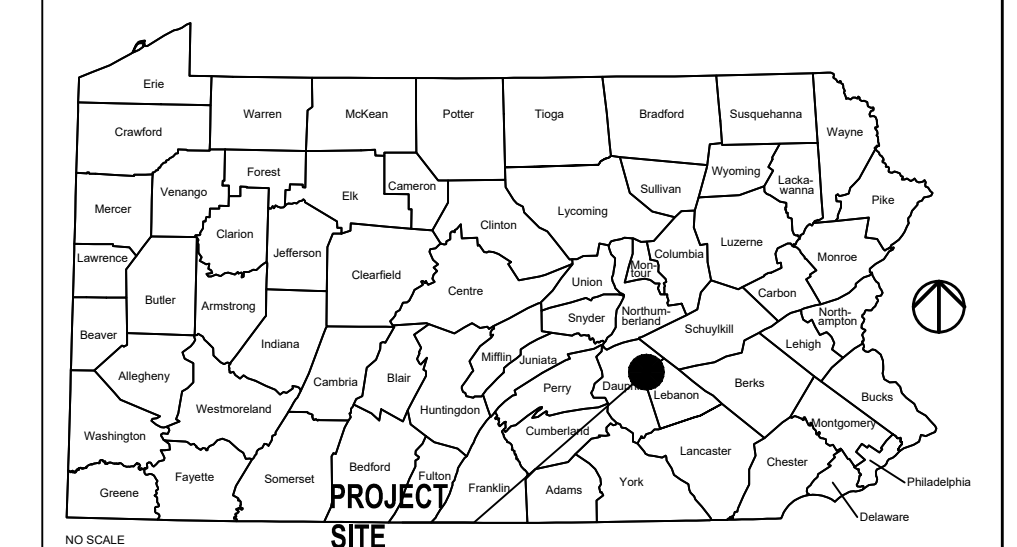 Erie
Warren
McKean
Potter
Tioga
Bradford
Susquehanna
Wayne
Crawford
Forest
Elk
Cameron
Sullivan
Wyoming
Lacka-
wanna
Pike
Mercer
Venango
Clarion
Jefferson
Clinton
Lycoming
Columbia
Luzerne
Monroe
Lawrence
Butler
Armstrong
Clearfield
Centre
Union
Mon-
tour
Carbon
Beaver
Indiana
Snyder
Northum-
berland
Schuylkill
North-
ampton
Lehigh
Allegheny
Cambria
Blair
Mifflin
Juniata
Perry
Dauph
Lebanon
Berks
Bucks
Westmoreland
Huntingdon
Cumberland
Montgomery
Washington
Lancaster
Chester
Greene
Fayette
Somerset
Bedford
Fulton
Franklin
Adams
York
Philadelphia
Delaware
PROJECT
SITE
NO SCALE